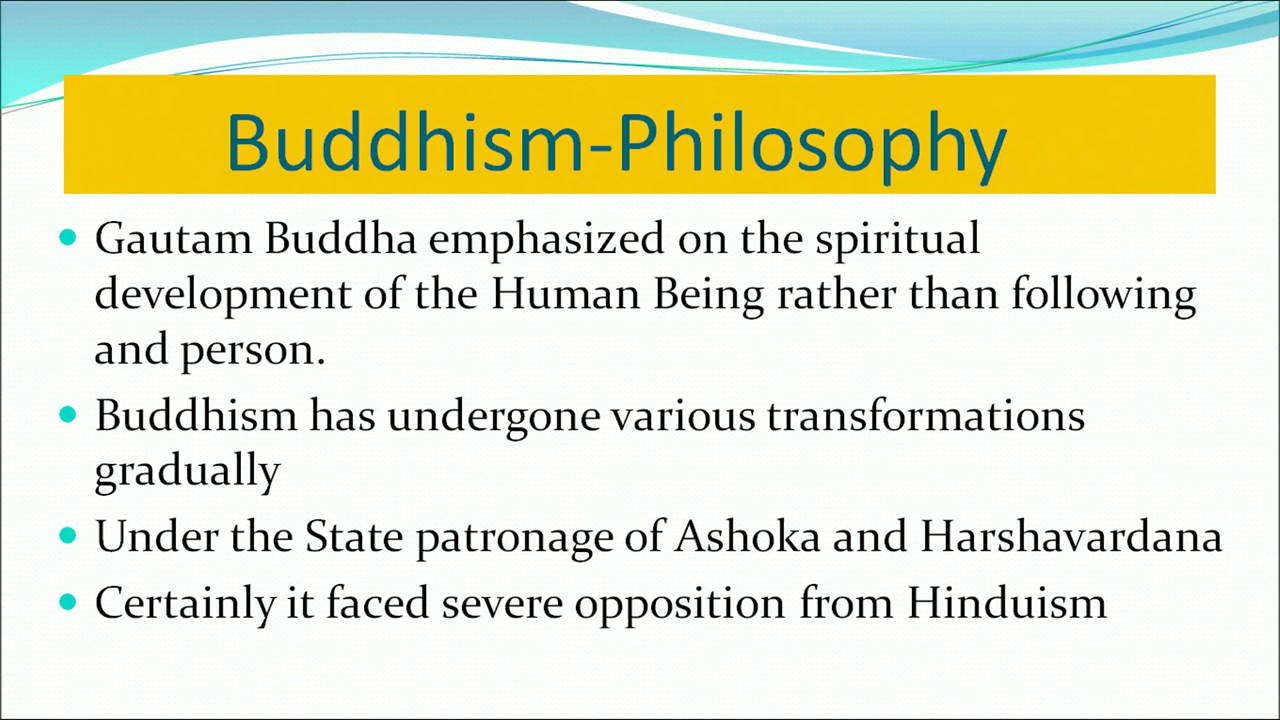 Buddhism-Philosophy
Gautam Buddha emphasized on the spiritual
development of the Human Being rather than following
and person.
Buddhism has undergone various transformations
gradually
Under the State patronage of Ashoka and Harshavardana
Certainly it faced severe opposition from Hinduism